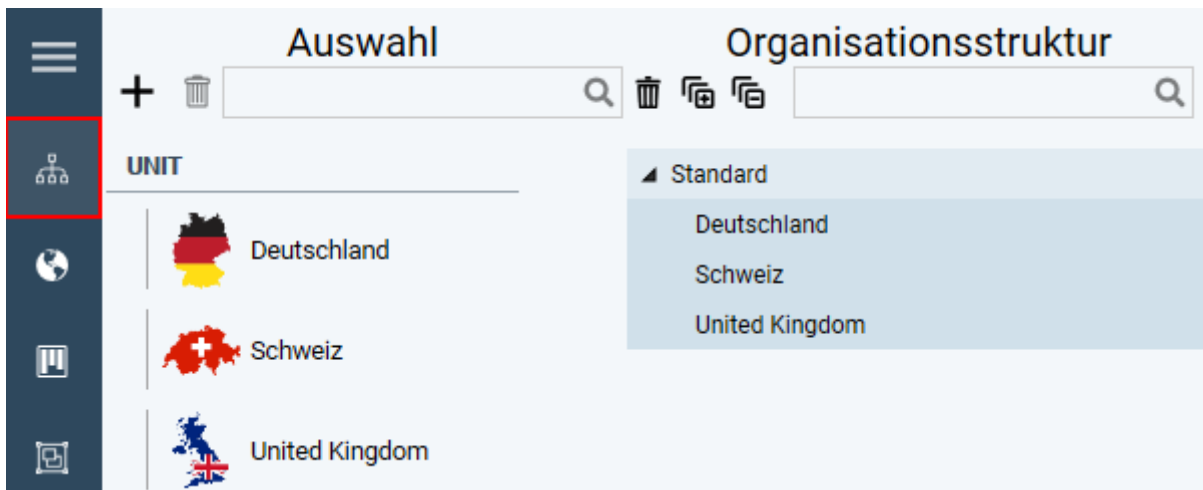 Auswahl
Organisationsstruktur
UNIT
Deutschland
Schweiz
United Kingdom
Standard
Deutschland
Schweiz
United Kingdom